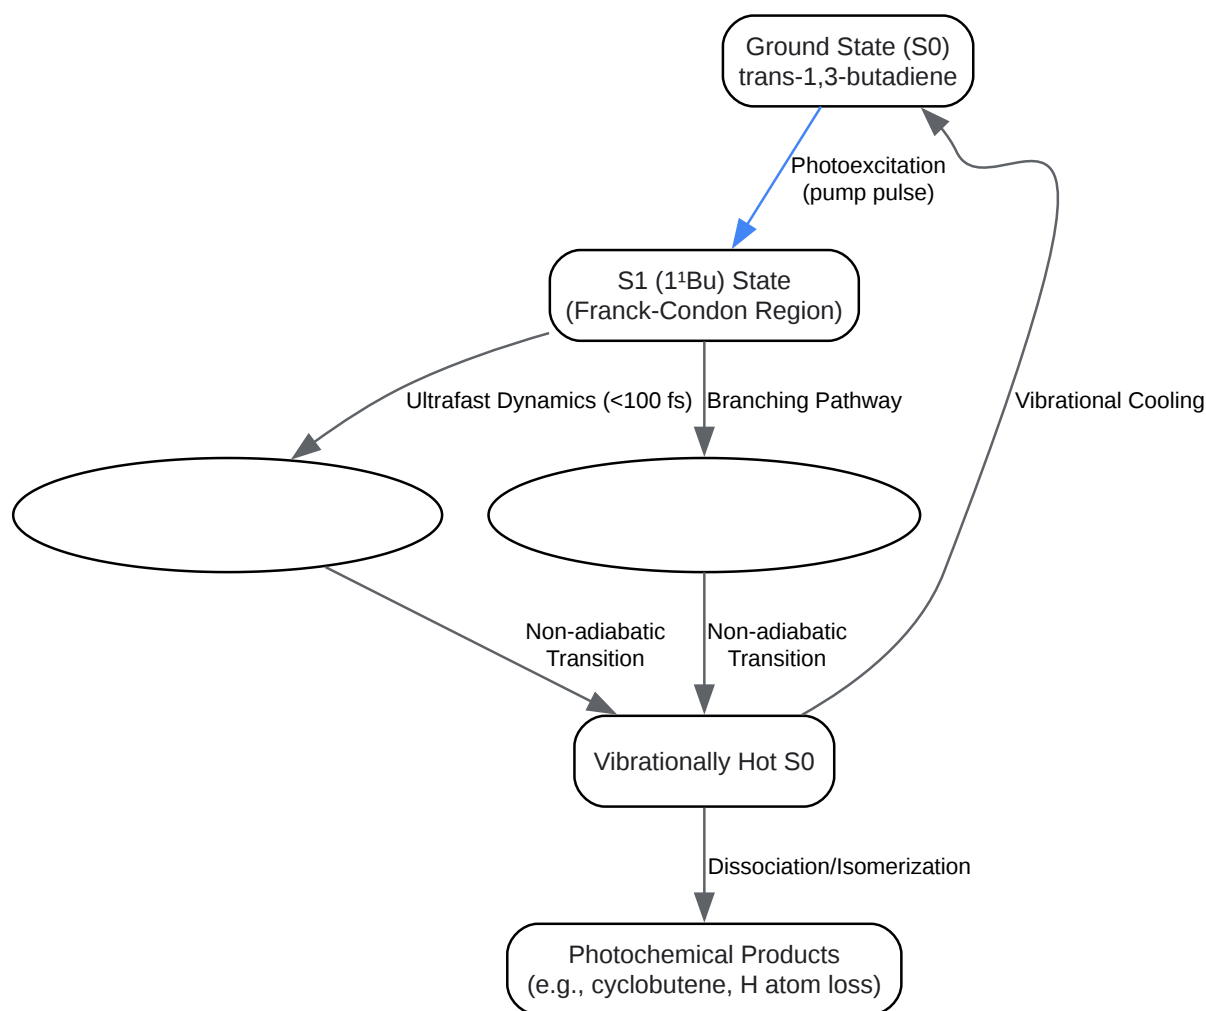 Ground State (S0)
trans-1,3-butadiene
Photoexcitation
(pump pulse)
S1 (1¹Bu) State
(Franck-Condon Region)
Ultrafast Dynamics (<100 fs)
Branching Pathway
Vibrational Cooling
Non-adiabatic
Transition
Non-adiabatic
Transition
Vibrationally Hot S0
Dissociation/Isomerization
Photochemical Products
(e.g., cyclobutene, H atom loss)